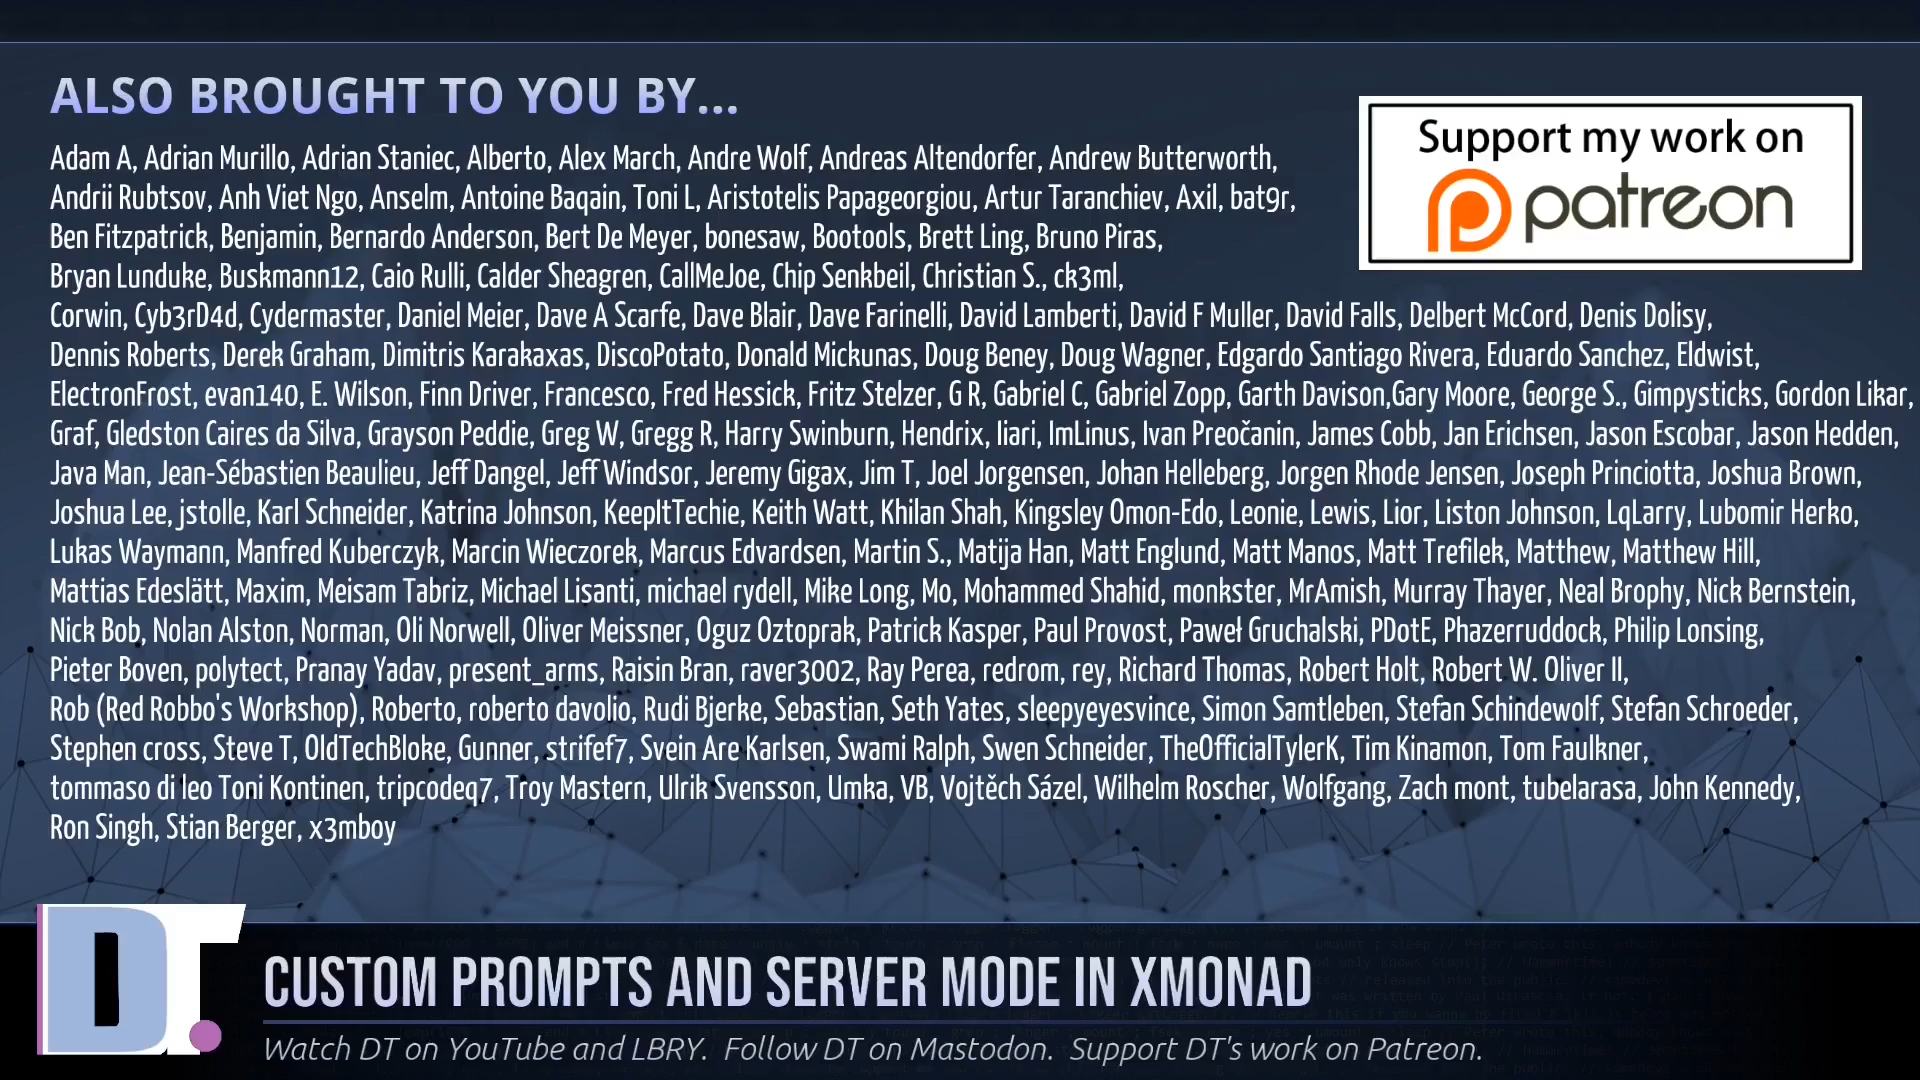 ALSO BROUGHT TO YOU BY...
Support my work on
patreon
Adam A, Adrian Murillo, Adrian Staniec, Alberto, Alex March, Andre Wolf, Andreas Altendorfer, Andrew Butterworth,
Andrii Rubtsov, Anh Viet Ngo, Anselm, Antoine Baqain, Toni L, Aristotelis Papageorgiou, Artur Taranchiev, Axil, bat9r,
Ben Fitzpatrick, Benjamin, Bernardo Anderson, Bert De Meyer, bonesaw, Bootools, Brett Ling, Bruno Piras,
Bryan Lunduke, Buskmann12, Caio Rulli, Calder Sheagren, CallMeJoe, Chip Senkbeil, Christian S., ck3ml,
Corwin, Cyb3rD4d, Cydermaster, Daniel Meier, Dave A Scarfe, Dave Blair, Dave Farinelli, David Lamberti, David F Muller, David Falls, Delbert McCord, Denis Dolisy,
Dennis Roberts, Derek Graham, Dimitris Karakaxas, DiscoPotato, Donald Mickunas, Doug Beney, Doug Wagner, Edgardo Santiago Rivera, Eduardo Sanchez, Eldwist,
ElectronFrost, evan140, E. Wilson, Finn Driver, Francesco, Fred Hessick, Fritz Stelzer, G R, Gabriel C, Gabriel Zopp, Garth Davison,Gary Moore, George S., Gimpysticks, Gordon Likar,
Graf, Gledston Caires da Silva, Grayson Peddie, Greg W, Gregg R, Harry Swinburn, Hendrix, Iiari, ImLinus, Ivan Preočanin, James Cobb, Jan Erichsen, Jason Escobar, Jason Hedden,
Java Man, Jean-Sébastien Beaulieu, Jeff Dangel, Jeff Windsor, Jeremy Gigax, Jim T, Joel Jorgensen, Johan Helleberg, Jorgen Rhode Jensen, Joseph Princiotta, Joshua Brown,
Joshua Lee, jstolle, Karl Schneider, Katrina Johnson, KeepItTechie, Keith Watt, Khilan Shah, Kingsley Omon-Edo, Leonie, Lewis, Lior, Liston Johnson, LqLarry, Lubomir Herko,
Lukas Waymann, Manfred Kuberczyk, Marcin Wieczorek, Marcus Edvardsen, Martin S., Matija Han, Matt Englund, Matt Manos, Matt Trefilek, Matthew, Matthew Hill,
Mattias Edeslätt, Maxim, Meisam Tabriz, Michael Lisanti, michael rydell, Mike Long, Mo, Mohammed Shahid, monkster, MrAmish, Murray Thayer, Neal Brophy, Nick Bernstein,
Nick Bob, Nolan Alston, Norman, Oli Norwell, Oliver Meissner, Oguz Oztoprak, Patrick Kasper, Paul Provost, Paweł Gruchalski, PDotE, Phazerruddock, Philip Lonsing,
Pieter Boven, polytect, Pranay Yadav, present_arms, Raisin Bran, raver3002, Ray Perea, redrom, rey, Richard Thomas, Robert Holt, Robert W. Oliver II,
Rob (Red Robbo's Workshop), Roberto, roberto davolio, Rudi Bjerke, Sebastian, Seth Yates, sleepyeyesvince, Simon Samtleben, Stefan Schindewolf, Stefan Schroeder,
Stephen cross, Steve T, OldTechBloke, Gunner, strifef7, Svein Are Karlsen, Swami Ralph, Swen Schneider, TheOfficialTylerK, Tim Kinamon, Tom Faulkner,
tommaso di leo Toni Kontinen, tripcodeq7, Troy Mastern, Ulrik Svensson, Umka, VB, Vojtěch Sázel, Wilhelm Roscher, Wolfgang, Zach mont, tubelarasa, John Kennedy,
Ron Singh, Stian Berger, x3mboy
DT.
CUSTOM PROMPTS AND SERVER MODE IN XMONAD
Watch DT on YouTube and LBRY. Follow DT on Mastodon. Support DT's work on Patreon.